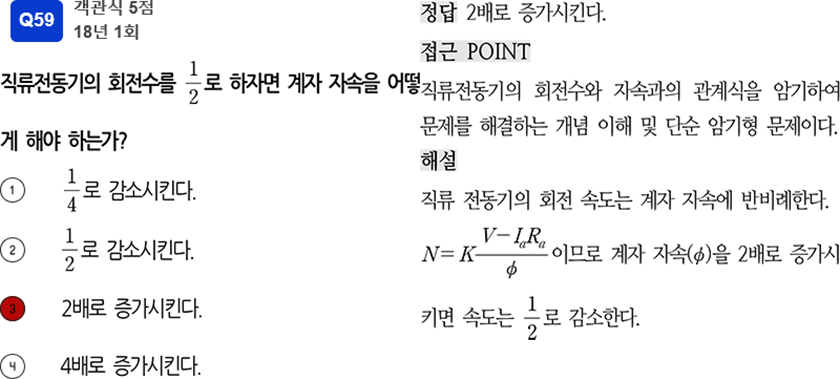 Q59
객관식 5점
18년 1회
직류전동기의 회전수를 1/2로 하자면 계자 자속을 어떻
게 해야 하는가?
① 1/4로 감소시킨다.
② 1/2로 감소시킨다.
③ 2배로 증가시킨다.
④ 4배로 증가시킨다.
정답 2배로 증가시킨다.
접근 POINT
직류전동기의 회전수와 자속과의 관계식을 암기하여
문제를 해결하는 개념 이해 및 단순 암기형 문제이다.
해설
직류 전동기의 회전 속도는 계자 자속에 반비례한다.
N=K (V-IaRa)/ϕ 이므로 계자 자속(ϕ)을 2배로 증가시
키면 속도는 1/2로 감소한다.